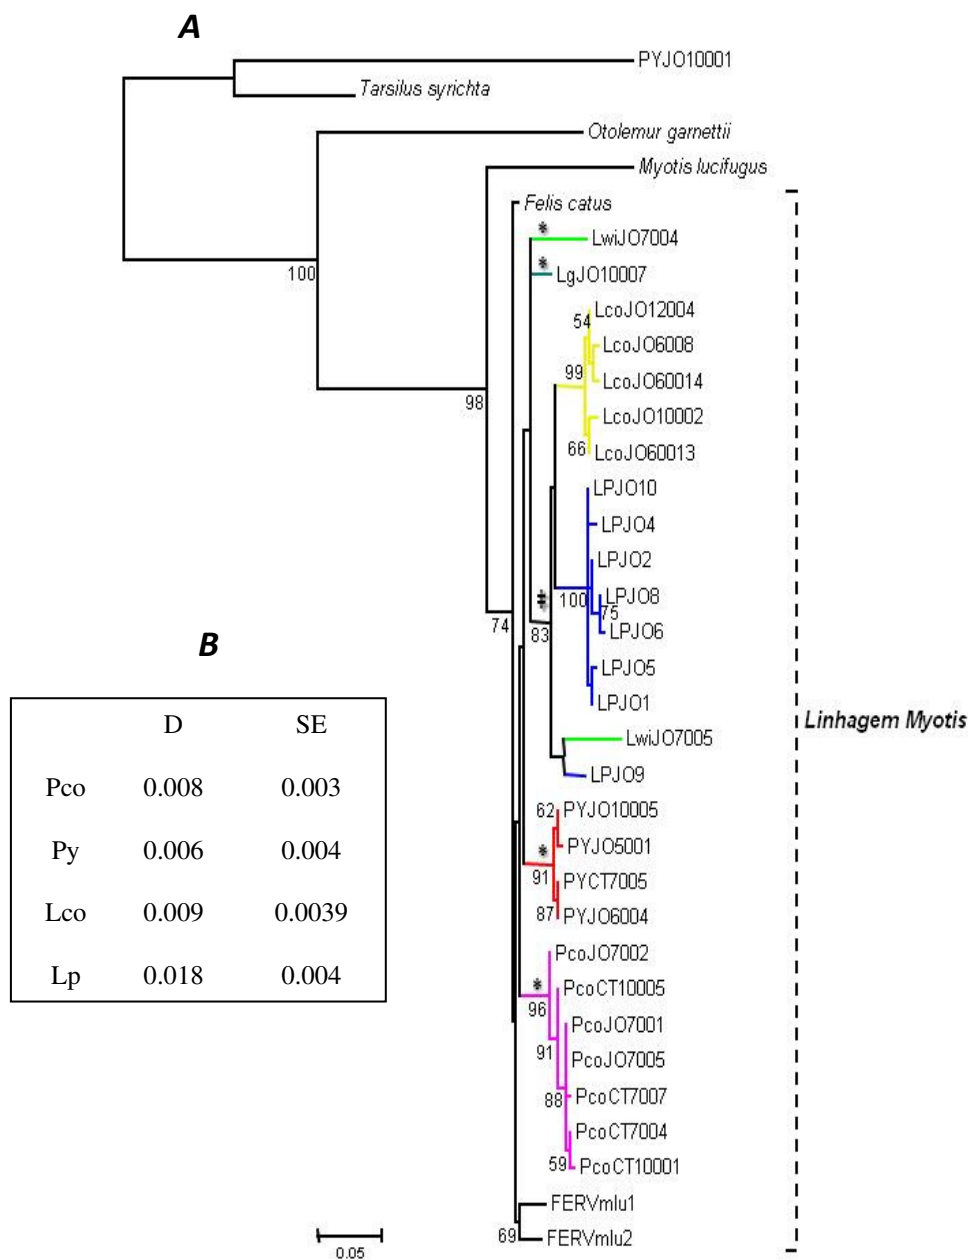 A
PYJO10001
Tarsilus syrichta
Otolemur garnettii
Myotis lucifugus
Felis catus
*
LwiJO7004
*
LgJO10007
100
LcoJO12004
54
LcoJO6008
99
LcoJO60014
98
LcoJO10002
66
LcoJO60013
LPJO10
LPJO4
LPJO2
100
LPJO8
75
LPJO6
74
83
LPJO5
LPJO1
Linhagem Myotis
LwiJO7005
LPJO9
62
PYJO10005
*
PYJO5001
91
PYCT7005
87
PYJO6004
PcoJO7002
*
PcoCT10005
96
PcoJO7001
91
PcoJO7005
88
PcoCT7007
PcoCT7004
59
PcoCT10001
FERVmlu1
69
FERVmlu2
0.05
B
D SE
Pco 0.008 0.003
Py 0.006 0.004
Lco 0.009 0.0039
Lp 0.018 0.004